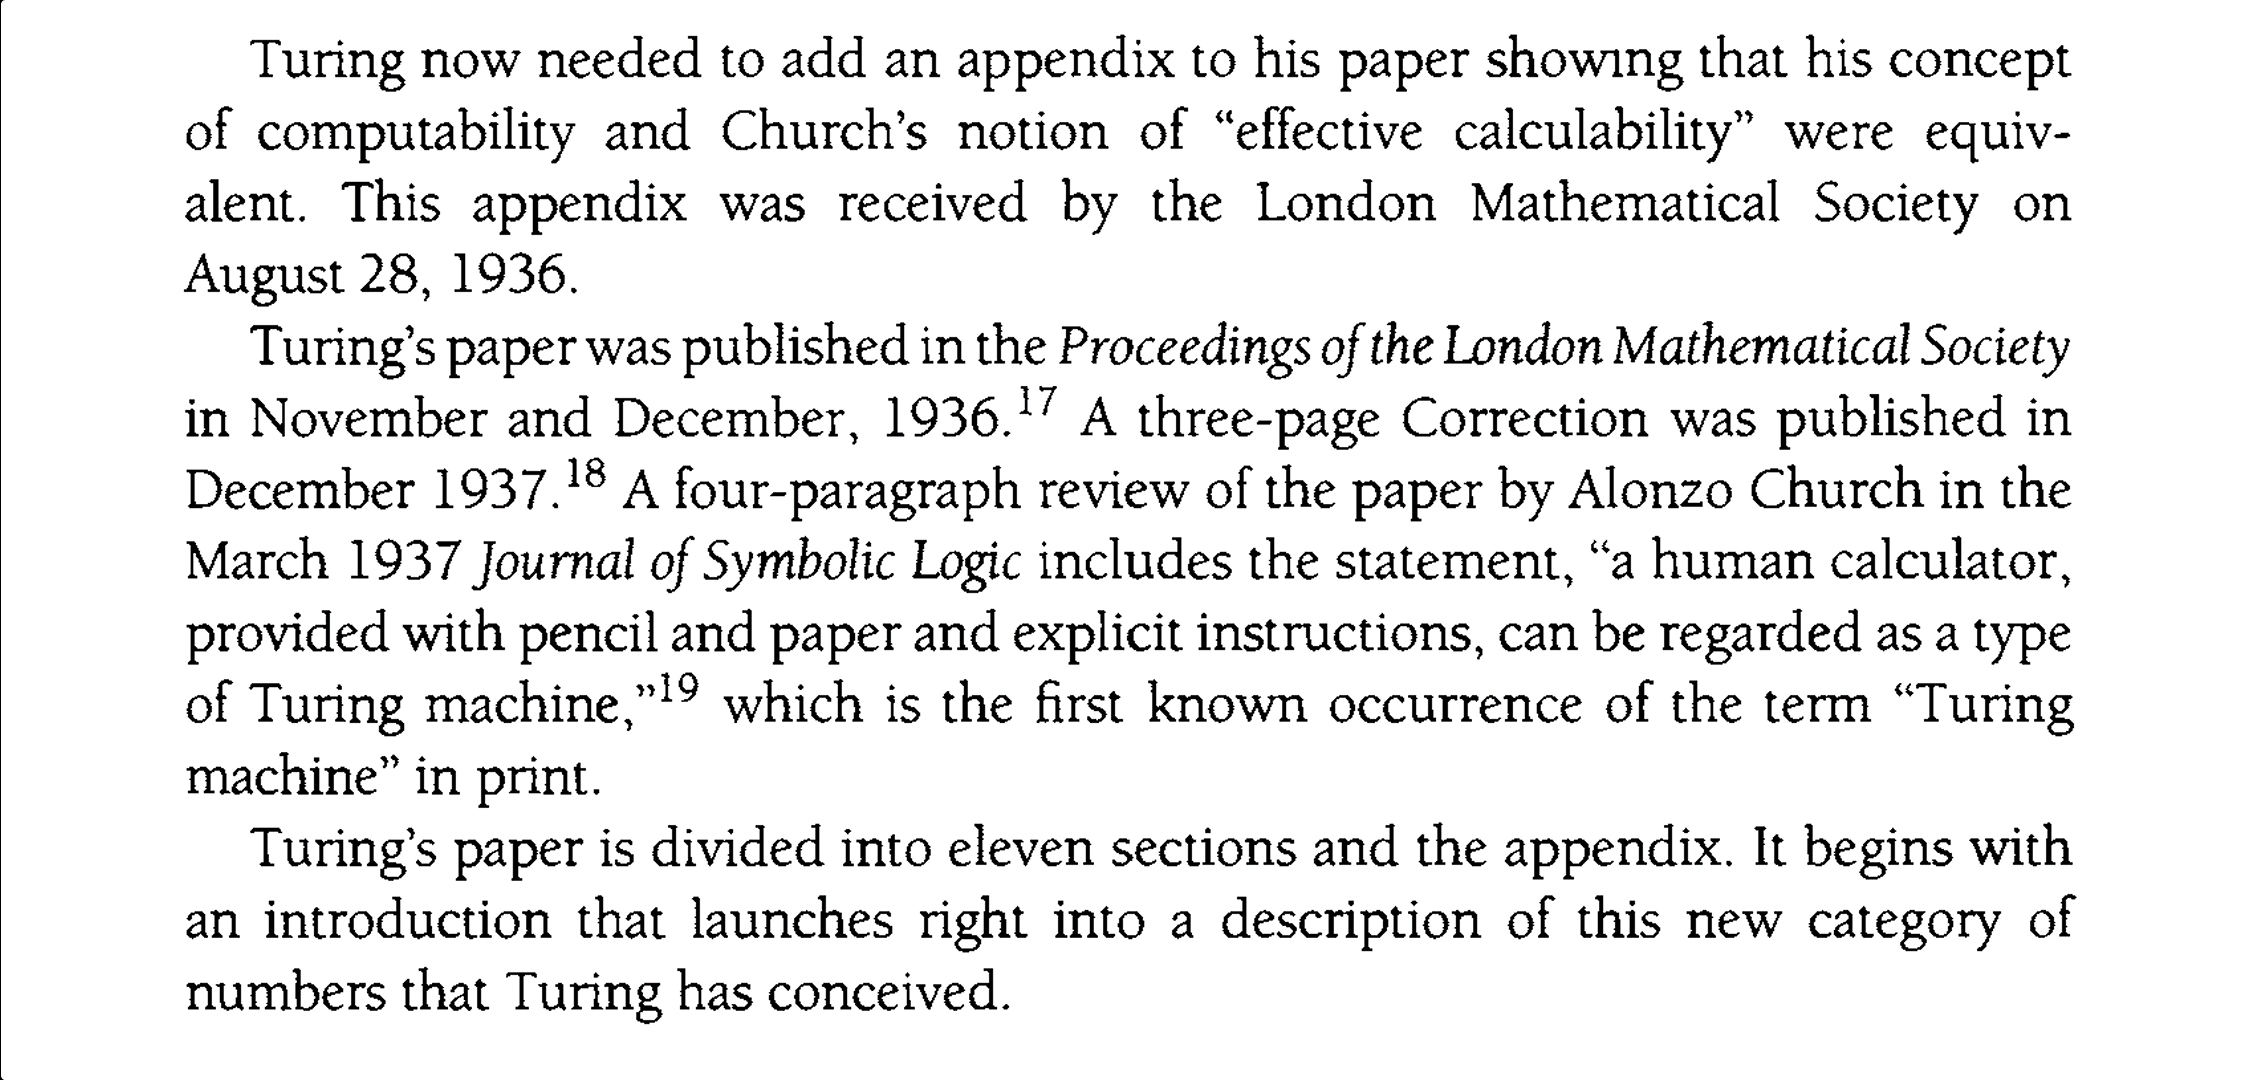 Turing now needed to add an appendix to his paper showing that his concept
of computability and Church’s notion of “effective calculability” were equiv-
alent. This appendix was received by the London Mathematical Society on
August 28, 1936.
Turing’s paper was published in the Proceedings of the London Mathematical Society
in November and December, 1936.17 A three-page Correction was published in
December 1937.18 A four-paragraph review of the paper by Alonzo Church in the
March 1937 Journal of Symbolic Logic includes the statement, “a human calculator,
provided with pencil and paper and explicit instructions, can be regarded as a type
of Turing machine,”19 which is the first known occurrence of the term “Turing
machine” in print.
Turing’s paper is divided into eleven sections and the appendix. It begins with
an introduction that launches right into a description of this new category of
numbers that Turing has conceived.